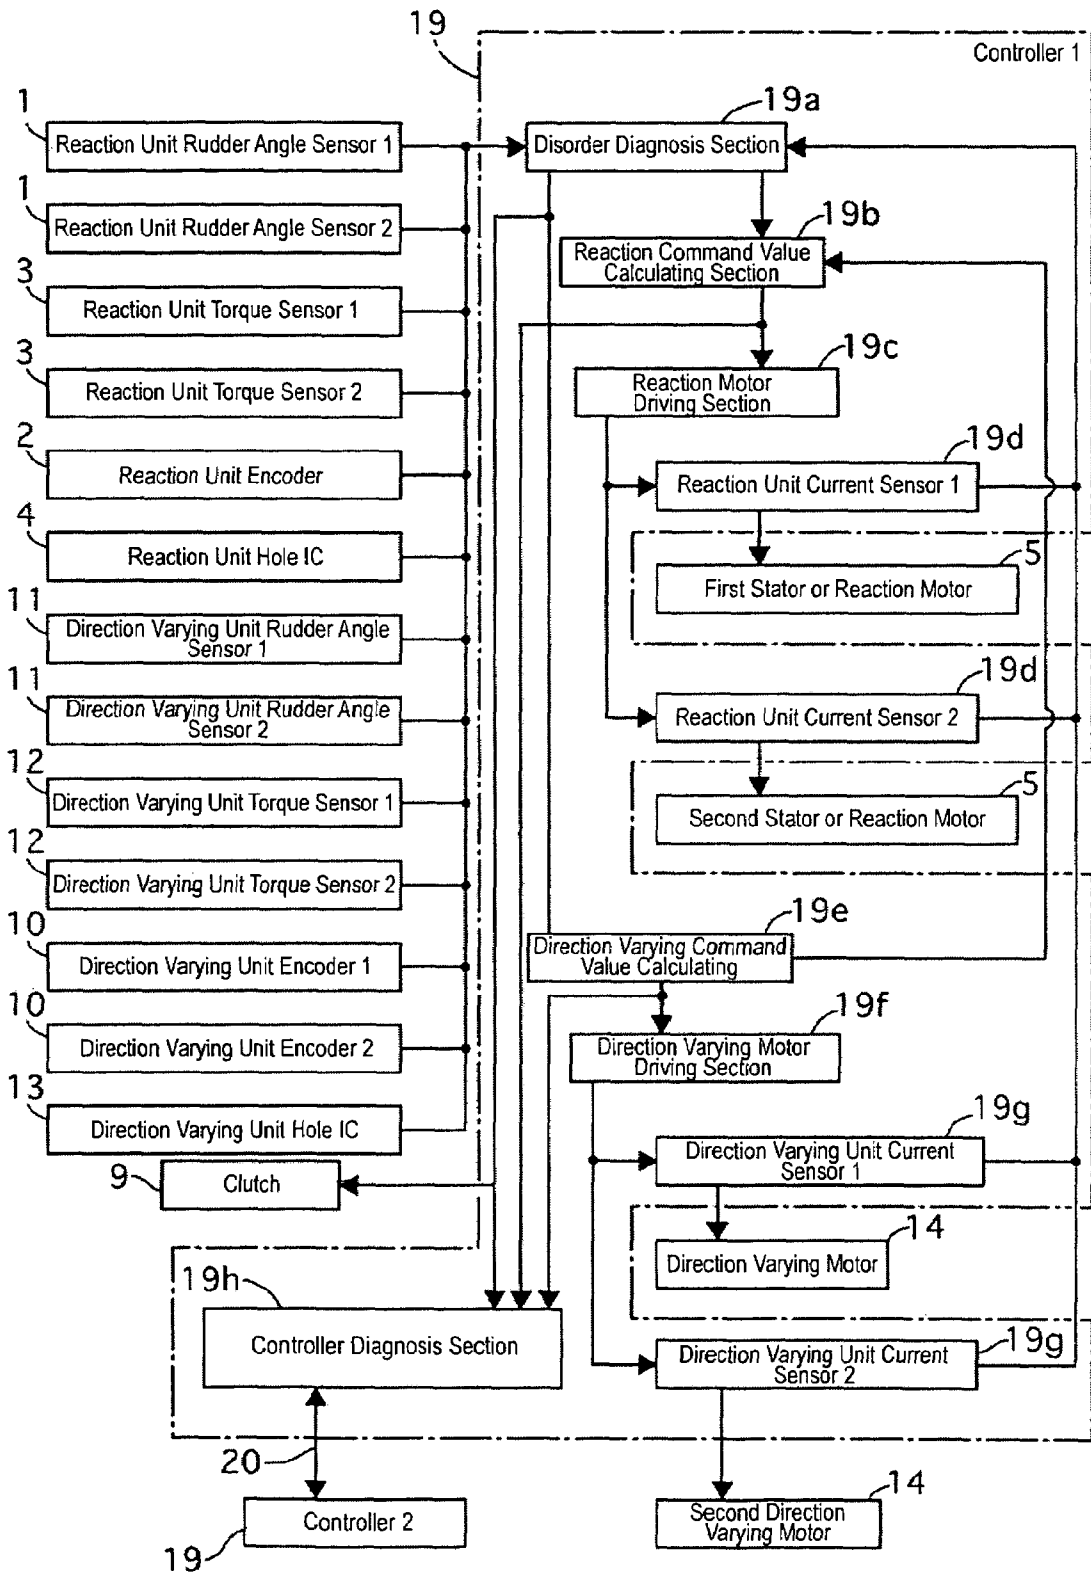 19
Controller 1
1
Reaction Unit Rudder Angle Sensor 1
19a
Disorder Diagnosis Section
1
Reaction Unit Rudder Angle Sensor 2
19b
Reaction Command Value
Calculating Section
3
Reaction Unit Torque Sensor 1
19c
Reaction Motor
Driving Section
3
Reaction Unit Torque Sensor 2
2
Reaction Unit Encoder
19d
Reaction Unit Current Sensor 1
4
Reaction Unit Hole IC
5
First Stator or Reaction Motor
11
Direction Varying Unit Rudder Angle
Sensor 1
11
Direction Varying Unit Rudder Angle
Sensor 2
19d
Reaction Unit Current Sensor 2
12
Direction Varying Unit Torque Sensor 1
5
Second Stator or Reaction Motor
12
Direction Varying Unit Torque Sensor 2
10
Direction Varying Unit Encoder 1
19e
Direction Varying Command
Value Calculating
10
Direction Varying Unit Encoder 2
19f
Direction Varying Motor
Driving Section
13
Direction Varying Unit Hole IC
19g
Direction Varying Unit Current
Sensor 1
9
Clutch
14
Direction Varying Motor
19h
Controller Diagnosis Section
19g
Direction Varying Unit Current
Sensor 2
20
Controller 2
19
14
Second Direction
Varying Motor